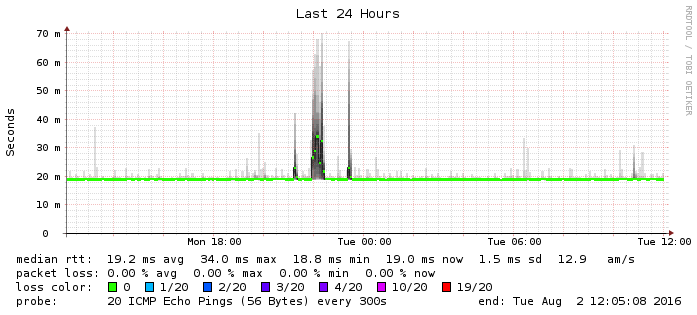 Last 24 Hours
RRDTOOL / TOBI OETIKER
Seconds
70 m
60 m
50 m
40 m
30 m
20 m
10 m
0
Mon 18:00 Tue 00:00 Tue 06:00 Tue 12:00
median rtt: 19.2 ms avg 34.0 ms max 18.8 ms min 19.0 ms now 1.5 ms sd 12.9 am/s
packet loss: 0.00 % avg 0.00 % max 0.00 % min 0.00 % now
loss color: 0 1/20 2/20 3/20 4/20 10/20 19/20
probe: 20 ICMP Echo Pings (56 Bytes) every 300s end: Tue Aug 2 12:05:08 2016